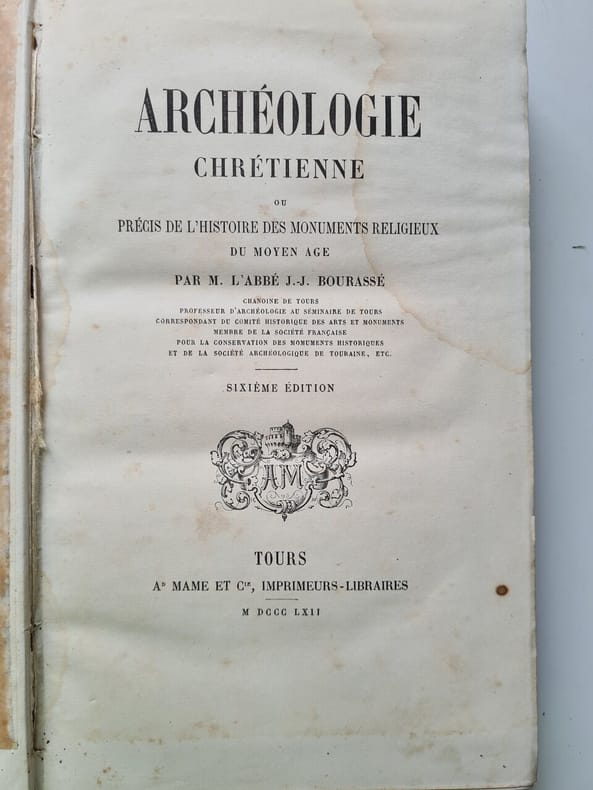 ARCHÉOLOGIE
CHRÉTIENNE
OU
PRÉCIS DE L'HISTOIRE DES MONUMENTS RELIGIEUX
DU MOYEN AGE
PAR M. L'ABBÉ J.-J. BOURASSÉ
CHANOINE DE TOURS
PROFESSEUR D'ARCHÉOLOGIE AU SÉMINAIRE DE TOURS
CORRESPONDANT DU COMITÉ HISTORIQUE DES ARTS ET MONUMENTS
MEMBRE DE LA SOCIÉTÉ FRANÇAISE
POUR LA CONSERVATION DES MONUMENTS HISTORIQUES
ET DE LA SOCIÉTÉ ARCHÉOLOGIQUE DE TOURAINE, ETC.
SIXIÈME ÉDITION
AM
TOURS
AD MAME ET CIE, IMPRIMEURS-LIBRAIRES
M DCCC LXII